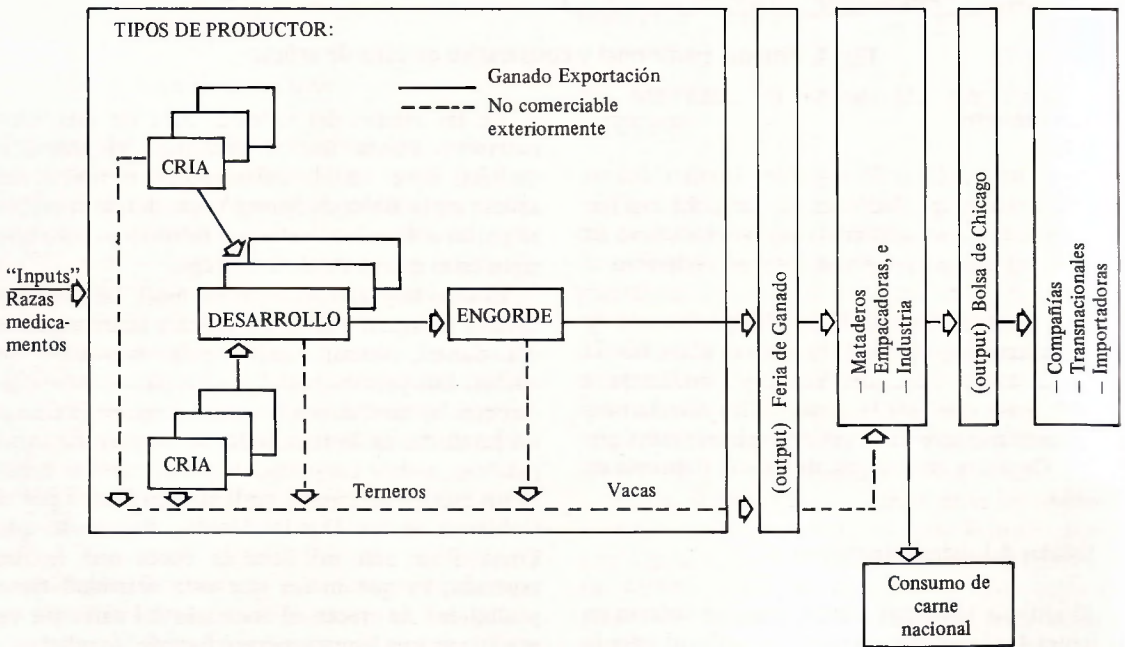 TIPOS DE PRODUCTOR:
Ganado Exportación
No comerciable
exteriormente
CRIA
"Inputs"
Razas
medica-
mentos
DESARROLLO
ENGORDE
CRIA
Terneros
Vacas
(output) Feria de Ganado
— Mataderos
— Empacadoras, e
— Industria
(output) Bolsa de Chicago
— Compañías
— Transnacionales
— Importadoras
Consumo de
carne
nacional